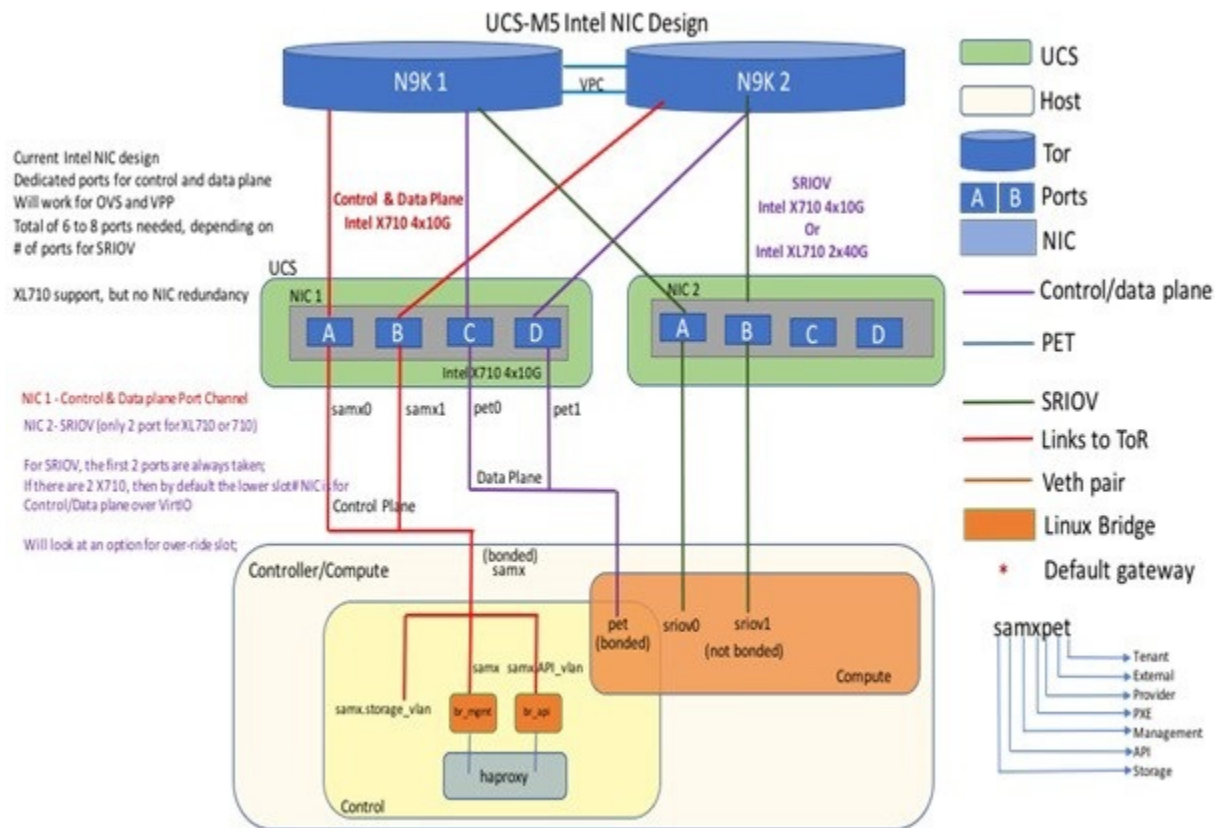 UCS-M5 Intel NIC Design
N9K 1
VPC
N9K 2
Current Intel NIC design
Dedicated ports for control and data plane
Will work for OVS and VPP
Total of 6 to 8 ports needed, depending on
# of ports for SRIOV
XL710 support, but no NIC redundancy
Control & Data Plane
Intel X710 4x10G
SRIOV
Intel X710 4x10G
Or
Intel XL710 2x40G
UCS
NIC 1
A
B
C
D
Intel X710 4x10G
NIC 2
A
B
C
D
NIC 1 - Control & Data plane Port Channel
NIC 2 - SRIOV (only 2 port for XL710 or 710)
For SRIOV, the first 2 ports are always taken;
If there are 2 X710, then by default the lower slot# NIC is for
Control/Data plane over VirtIO
Will look at an option for over-ride slot;
samx0
samx1
pet0
pet1
Data Plane
Control Plane
Controller/Compute
(bonded)
samx
pet
(bonded)
sriov0
sriov1
(not bonded)
Compute
samx
samx.API_vlan
samx.storage_vlan
br_mgmt
br_api
haproxy
Control
UCS
Host
Tor
A
B
Ports
NIC
Control/data plane
PET
SRIOV
Links to ToR
Veth pair
Linux Bridge
* Default gateway
samxpet
Tenant
External
Provider
PXE
Management
API
Storage